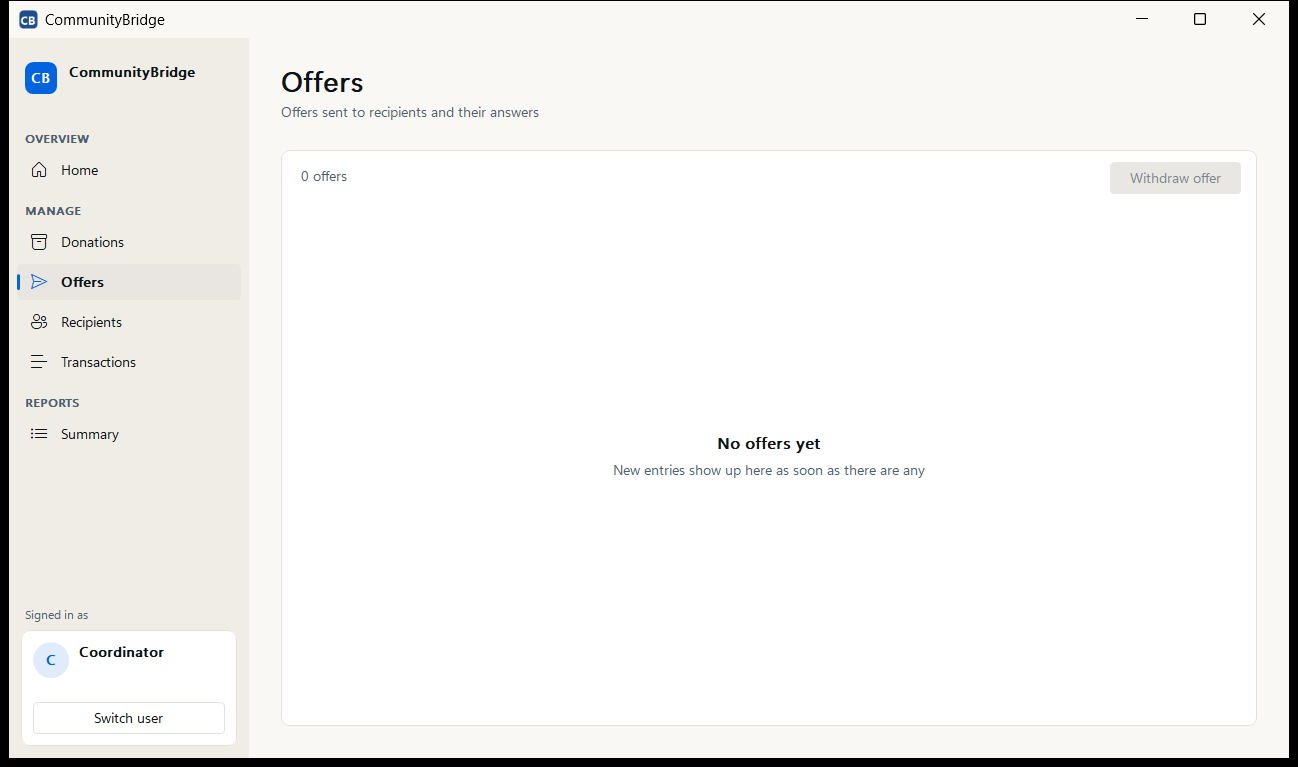 CB CommunityBridge
CB CommunityBridge
OVERVIEW
Home
MANAGE
Donations
Offers
Recipients
Transactions
REPORTS
Summary
Signed in as
C Coordinator
Switch user
Offers
Offers sent to recipients and their answers
0 offers
Withdraw offer
No offers yet
New entries show up here as soon as there are any